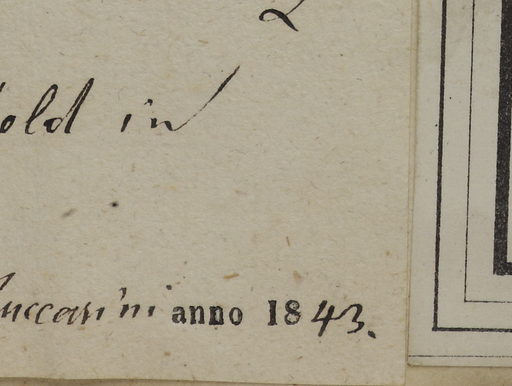 old in
uccarini anno 1843.